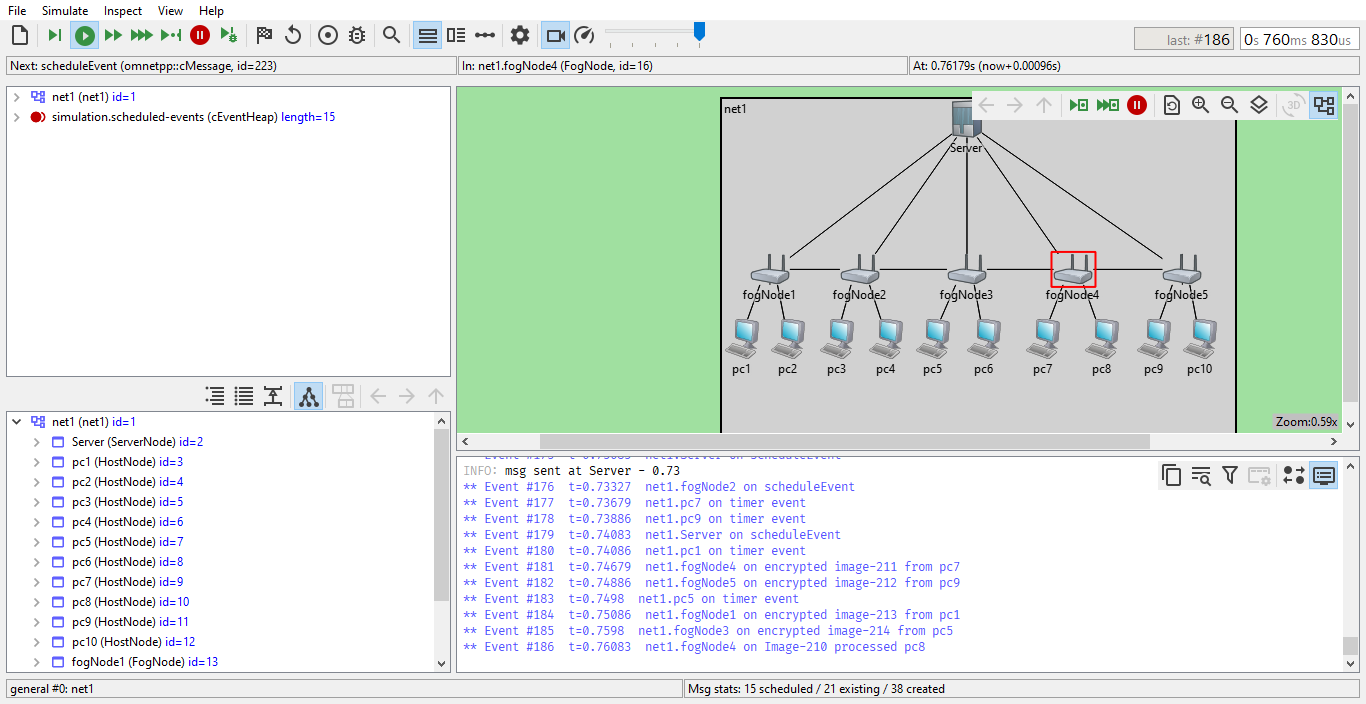 File Simulate Inspect View Help
last: #186
0s 760ms 830us
Next: scheduleEvent (omnetpp::cMessage, id=223)
In: net1.fogNode4 (FogNode, id=16)
At: 0.76179s (now+0.00096s)
net1 (net1) id=1
simulation.scheduled-events (cEventHeap) length=15
net1
3D
Server
fogNode1 fogNode2 fogNode3 fogNode4 fogNode5
pc1 pc2 pc3 pc4 pc5 pc6 pc7 pc8 pc9 pc10
Zoom:0.59x
net1 (net1) id=1
Server (ServerNode) id=2
pc1 (HostNode) id=3
pc2 (HostNode) id=4
pc3 (HostNode) id=5
pc4 (HostNode) id=6
pc5 (HostNode) id=7
pc6 (HostNode) id=8
pc7 (HostNode) id=9
pc8 (HostNode) id=10
pc9 (HostNode) id=11
pc10 (HostNode) id=12
fogNode1 (FogNode) id=13
INFO: msg sent at Server - 0.73
** Event #176 t=0.73327 net1.fogNode2 on scheduleEvent
** Event #177 t=0.73679 net1.pc7 on timer event
** Event #178 t=0.73886 net1.pc9 on timer event
** Event #179 t=0.74083 net1.Server on scheduleEvent
** Event #180 t=0.74086 net1.pc1 on timer event
** Event #181 t=0.74679 net1.fogNode4 on encrypted image-211 from pc7
** Event #182 t=0.74886 net1.fogNode5 on encrypted image-212 from pc9
** Event #183 t=0.7498 net1.pc5 on timer event
** Event #184 t=0.75086 net1.fogNode1 on encrypted image-213 from pc1
** Event #185 t=0.7598 net1.fogNode3 on encrypted image-214 from pc5
** Event #186 t=0.76083 net1.fogNode4 on Image-210 processed pc8
general #0: net1
Msg stats: 15 scheduled / 21 existing / 38 created